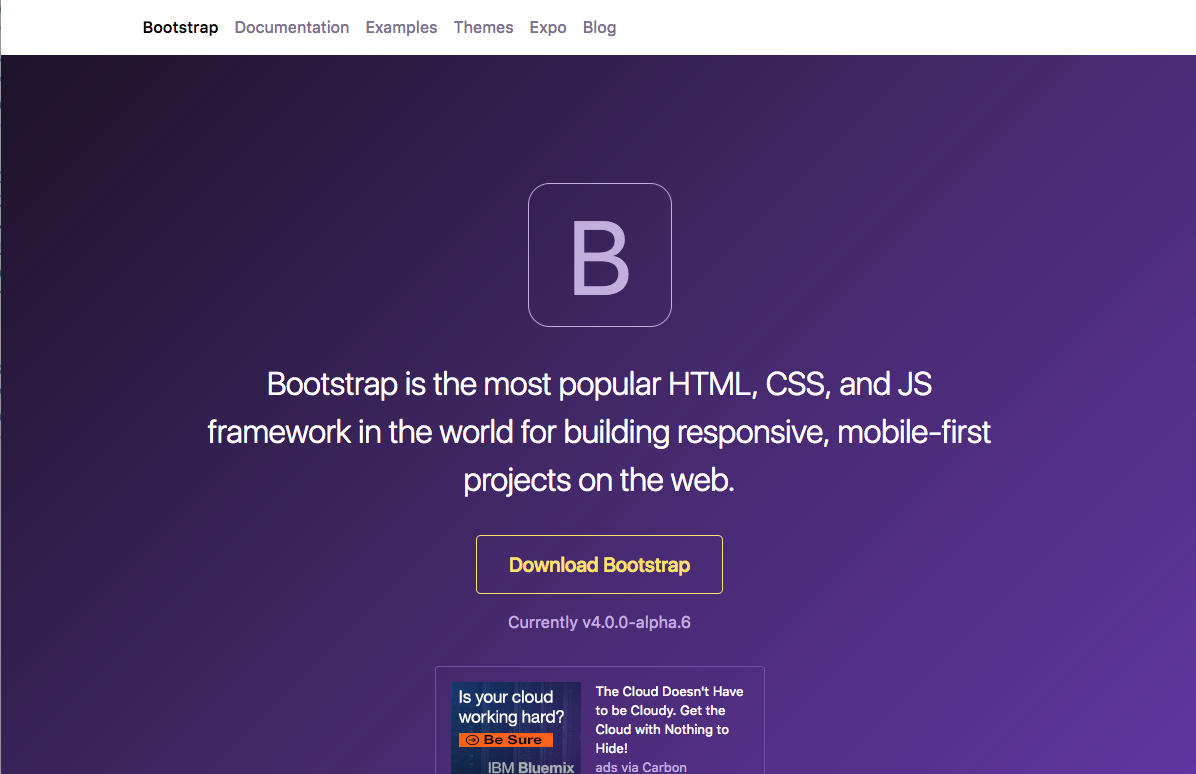 Bootstrap Documentation Examples Themes Expo Blog
B
Bootstrap is the most popular HTML, CSS, and JS
framework in the world for building responsive, mobile-first
projects on the web.
Download Bootstrap
Currently v4.0.0-alpha.6
Is your cloud
working hard?
Be Sure
IBM Bluemix
The Cloud Doesn't Have
to be Cloudy. Get the
Cloud with Nothing to
Hide!
ads via Carbon